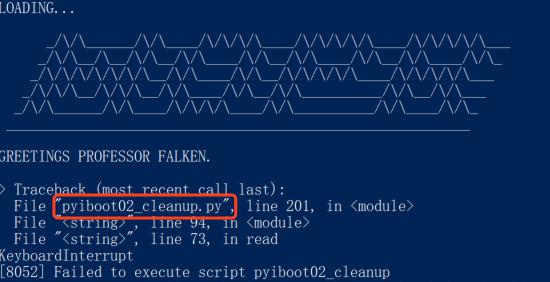 LOADING...
GREETINGS PROFESSOR FALKEN.
> Traceback (most recent call last):
File "pyiboot02_cleanup.py", line 201, in <module>
File "<string>", line 94, in <module>
File "<string>", line 73, in read
KeyboardInterrupt
[8052] Failed to execute script pyiboot02_cleanup